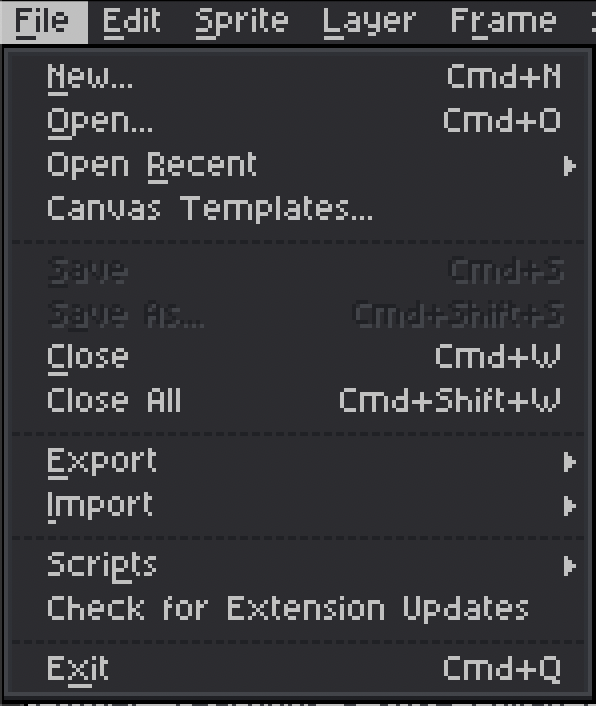 File Edit Sprite Layer Frame
New... Cmd+N
Open... Cmd+O
Open Recent
Canvas Templates...
Save Cmd+S
Save As... Cmd+Shift+S
Close Cmd+W
Close All Cmd+Shift+W
Export
Import
Scripts
Check for Extension Updates
Exit Cmd+Q